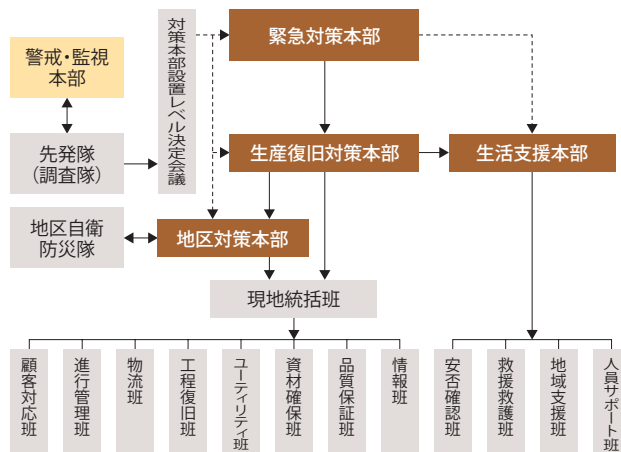 警戒・監視
本部
対策本部設置レベル決定会議
緊急対策本部
先発隊
（調査隊）
生産復旧対策本部
生活支援本部
地区自衛
防災隊
地区対策本部
現地統括班
顧客対応班
進行管理班
物流班
工程復旧班
ユーティリティ班
資材確保班
品質保証班
情報班
安否確認班
救援救護班
地域支援班
人員サポート班